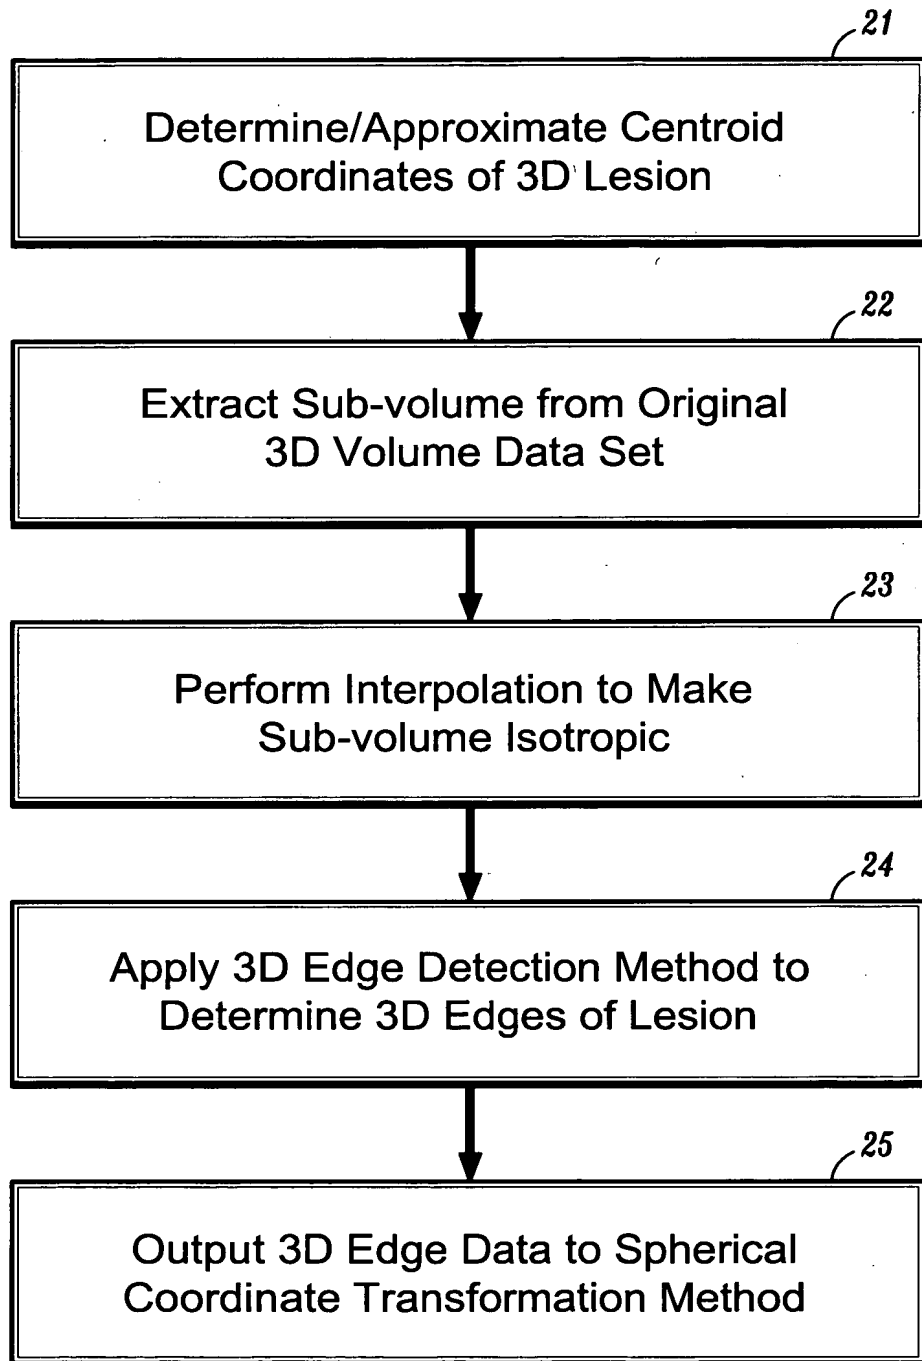 21
Determine/Approximate Centroid
Coordinates of 3D Lesion
22
Extract Sub-volume from Original
3D Volume Data Set
23
Perform Interpolation to Make
Sub-volume Isotropic
24
Apply 3D Edge Detection Method to
Determine 3D Edges of Lesion
25
Output 3D Edge Data to Spherical
Coordinate Transformation Method